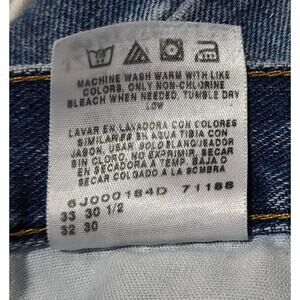 MACHINE WASH WARM WITH LIKE
COLORS, ONLY NON-CHLORINE
BLEACH WHEN NEEDED, TUMBLE DRY
LOW
LAVAR EN LAVADORA CON COLORES
SIMILARES EN AGUA TIBIA CON
JABON. USAR SOLO BLANQUEADOR
SIN CLORO, NO EXPRIMIR. SECAR
EN SECADORA A TEMP. BAJA O
SECAR COLGADO A LA SOMBRA
6J000184D 7118B
33 30 1/2
32 30